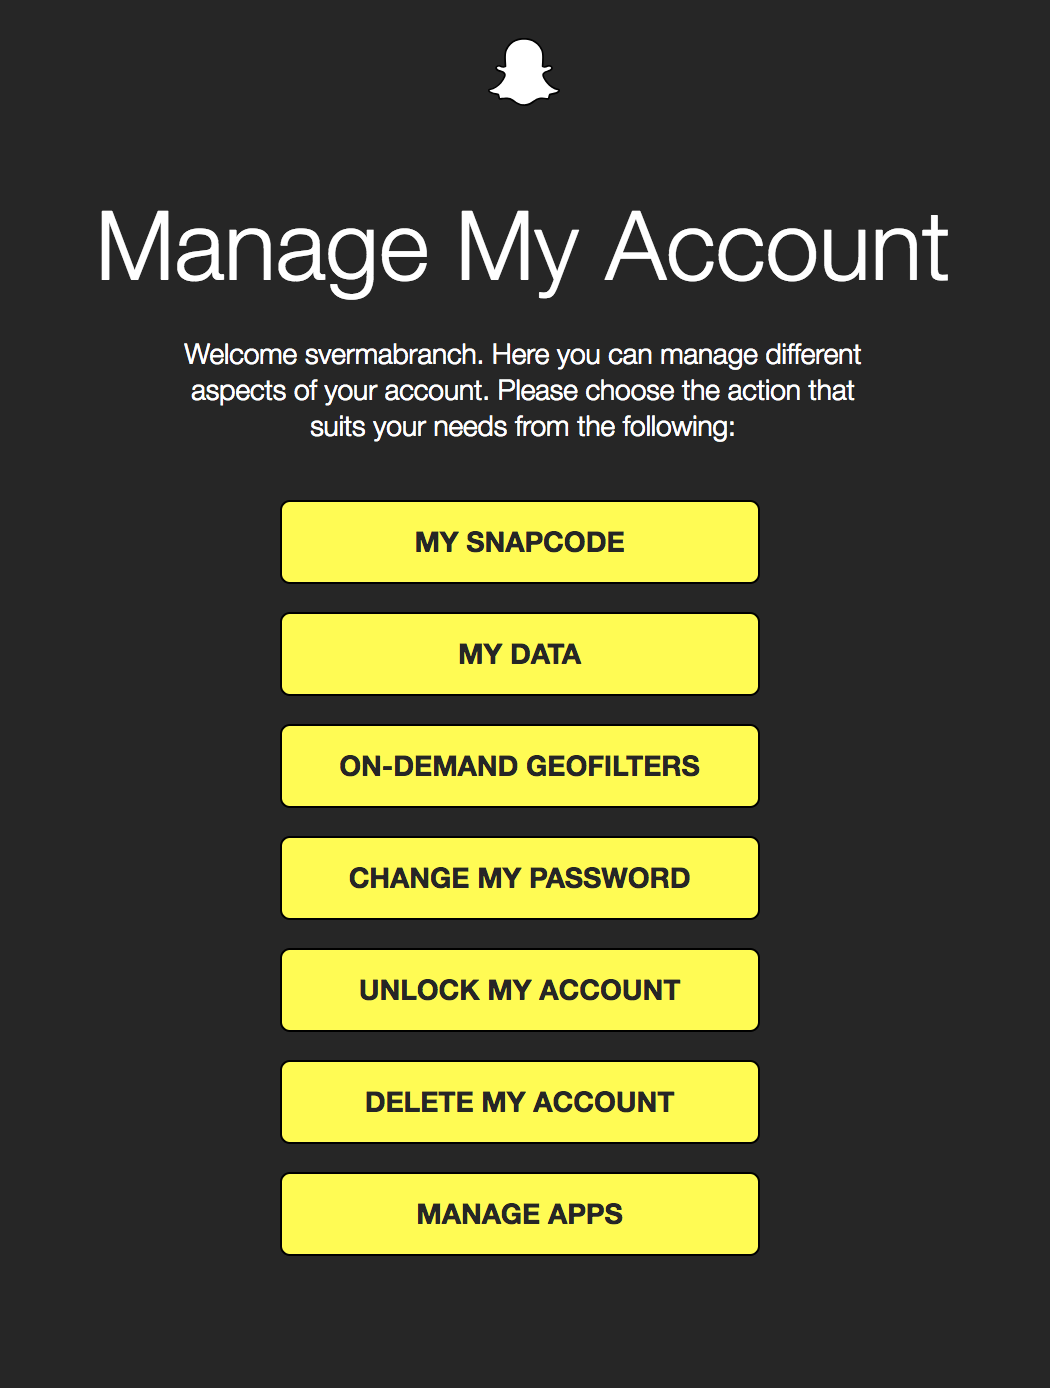 Manage My Account
Welcome svermabranch. Here you can manage different
aspects of your account. Please choose the action that
suits your needs from the following:
MY SNAPCODE
MY DATA
ON-DEMAND GEOFILTERS
CHANGE MY PASSWORD
UNLOCK MY ACCOUNT
DELETE MY ACCOUNT
MANAGE APPS